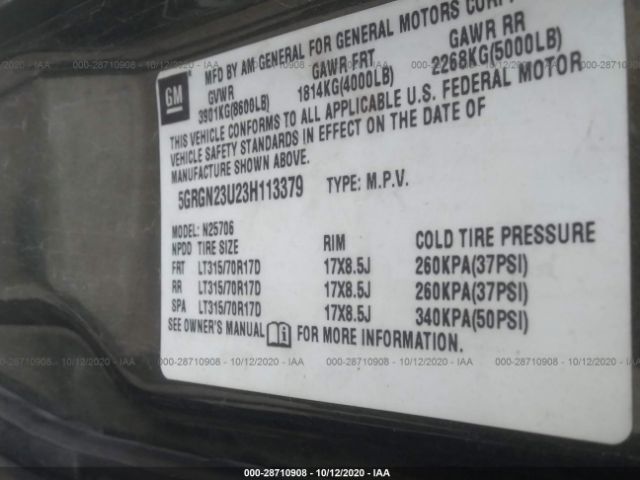 GM
MFD BY AM GENERAL FOR GENERAL MOTORS CORP
GVWR GAWR FRT GAWR RR
3901KG(8600LB) 1814KG(4000LB) 2268KG(5000LB)
THIS VEHICLE CONFORMS TO ALL APPLICABLE U.S. FEDERAL MOTOR
VEHICLE SAFETY STANDARDS IN EFFECT ON THE DATE OF
MANUFACTURE SHOWN ABOVE.
5GRGN23U23H113379 TYPE: M.P.V.
MODEL: N25706
NPDD TIRE SIZE RIM COLD TIRE PRESSURE
FRT LT315/70R17D 17X8.5J 260KPA(37PSI)
RR LT315/70R17D 17X8.5J 260KPA(37PSI)
SPA LT315/70R17D 17X8.5J 340KPA(50PSI)
SEE OWNER'S MANUAL FOR MORE INFORMATION.
000-28710908 - 10/12/2020 - IAA